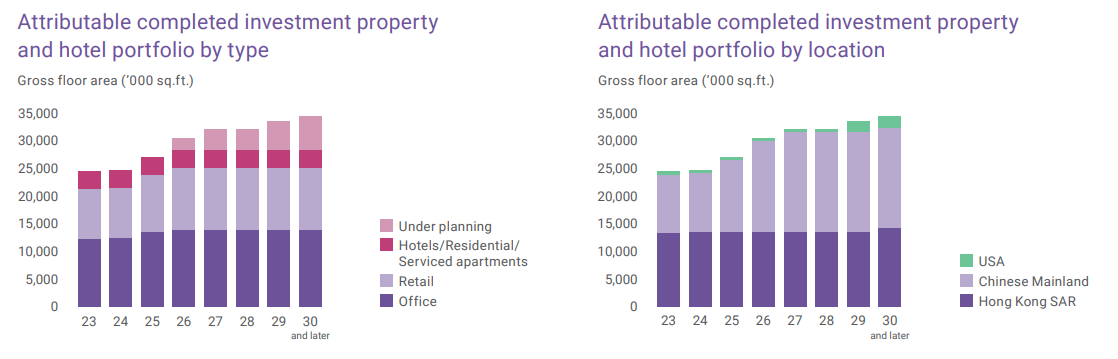 Attributable completed investment property
and hotel portfolio by type
Gross floor area (’000 sq.ft.)
35,000
30,000
25,000
20,000
15,000
10,000
5,000
0
23 24 25 26 27 28 29 30
and later
Under planning
Hotels/Residential/
Serviced apartments
Retail
Office
Attributable completed investment property
and hotel portfolio by location
Gross floor area (’000 sq.ft.)
35,000
30,000
25,000
20,000
15,000
10,000
5,000
0
23 24 25 26 27 28 29 30
and later
USA
Chinese Mainland
Hong Kong SAR